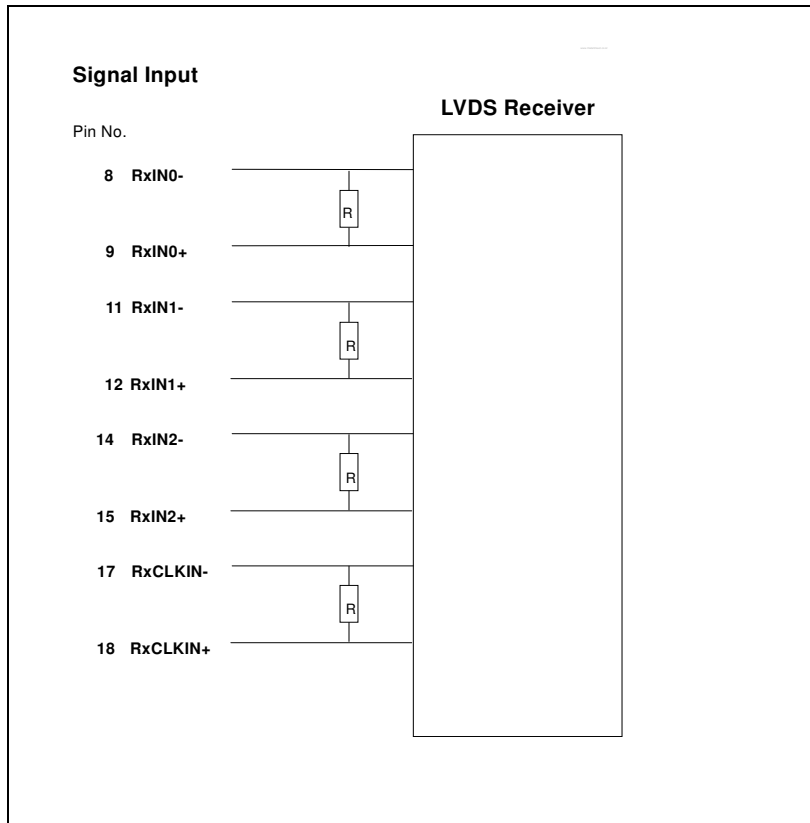 Signal Input
LVDS Receiver
Pin No.
8 RxIN0-
R
9 RxIN0+
11 RxIN1-
R
12 RxIN1+
14 RxIN2-
R
15 RxIN2+
17 RxCLKIN-
R
18 RxCLKIN+